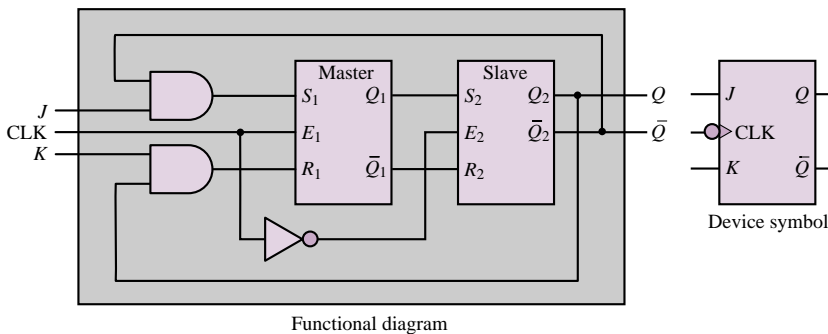 Master
Slave
J
CLK
K
S₁
E₁
R₁
Q₁
Q̄₁
S₂
E₂
R₂
Q₂
Q̄₂
Q
Q̄
J
CLK
K
Q
Q̄
Device symbol
Functional diagram